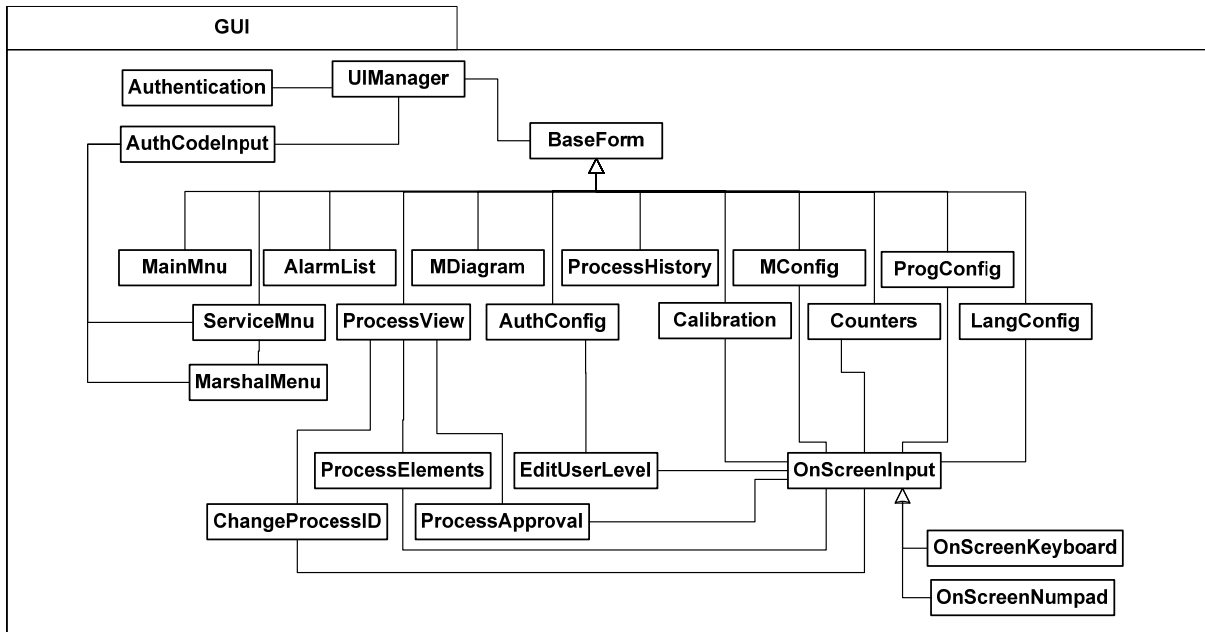 GUI
UIManager
Authentication
AuthCodeInput
BaseForm
MainMnu
AlarmList
MDiagram
ProcessHistory
MConfig
ProgConfig
ServiceMnu
ProcessView
AuthConfig
Calibration
Counters
LangConfig
MarshalMenu
ProcessElements
EditUserLevel
OnScreenInput
ChangeProcessID
ProcessApproval
OnScreenKeyboard
OnScreenNumpad